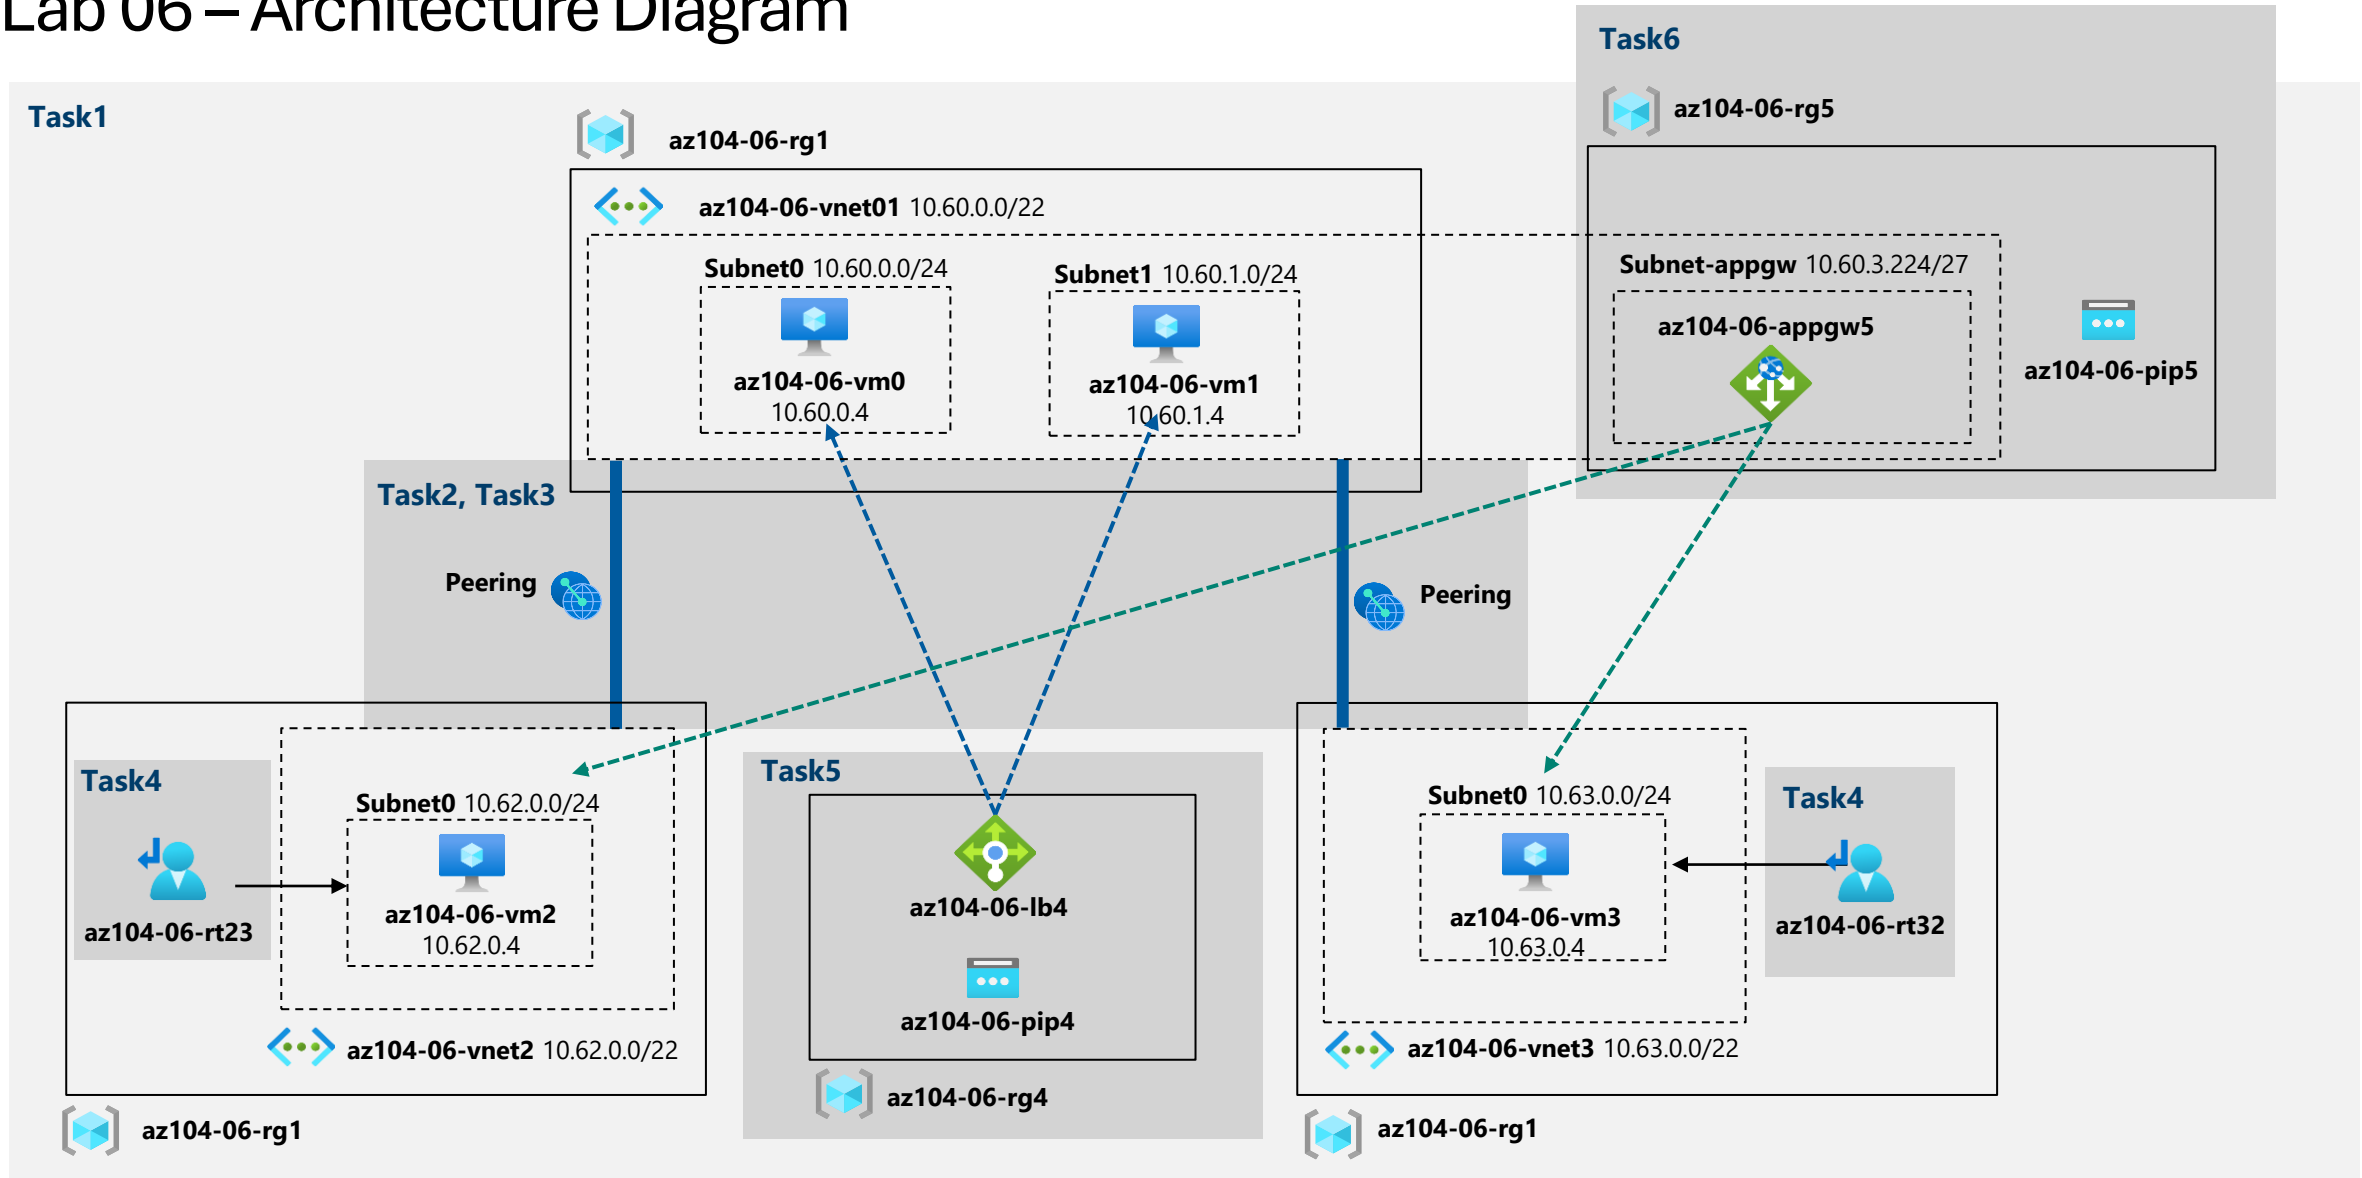 Lab 06 – Architecture Diagram
Task6
az104-06-rg5
Task1
az104-06-rg1
az104-06-vnet01 10.60.0.0/22
Subnet0 10.60.0.0/24
az104-06-vm0
10.60.0.4
Subnet1 10.60.1.0/24
az104-06-vm1
10.60.1.4
Subnet-appgw 10.60.3.224/27
az104-06-appgw5
az104-06-pip5
Task2, Task3
Peering
Peering
Task4
az104-06-rt23
Subnet0 10.62.0.0/24
az104-06-vm2
10.62.0.4
az104-06-vnet2 10.62.0.0/22
az104-06-rg1
Task5
az104-06-lb4
az104-06-pip4
az104-06-rg4
Subnet0 10.63.0.0/24
az104-06-vm3
10.63.0.4
Task4
az104-06-rt32
az104-06-vnet3 10.63.0.0/22
az104-06-rg1